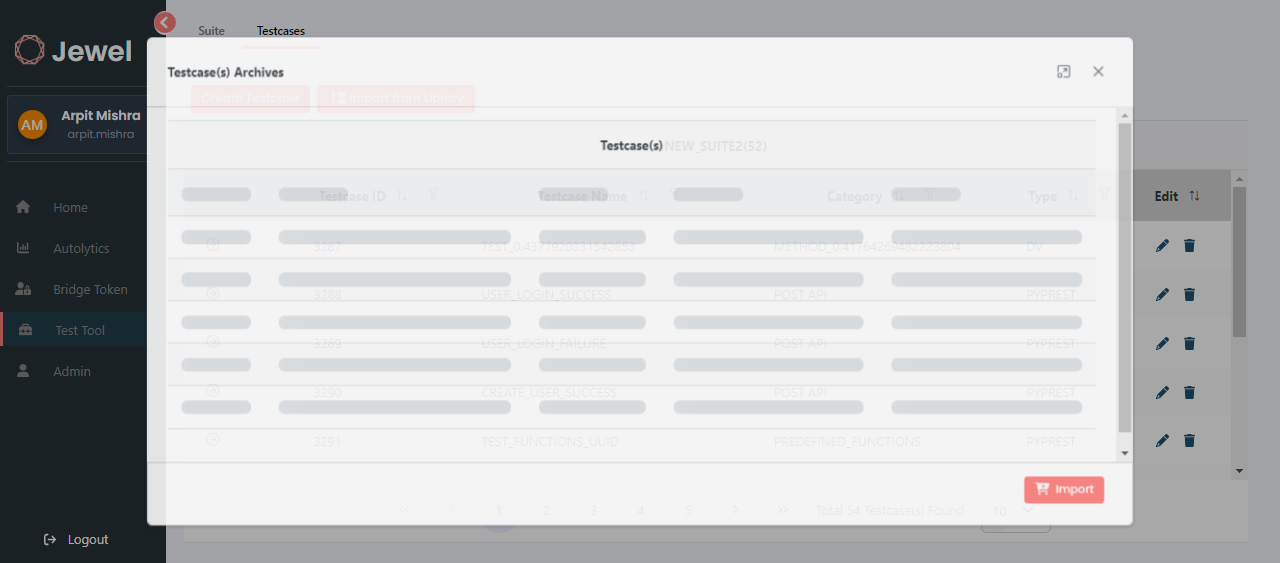 Suite Testcases
Jewel
Testcase(s) Archives
Create Testcase Import from Library
AM Arpit Mishra
arpit.mishra
Testcase(s) NEW_SUITE2(52)
Testcase ID Testcase Name Category Type Edit
Home
Autolytics
Bridge Token
Test Tool
Admin
3287 TEST_0.4377920331542853 METHOD_0.41764269482223804 DV
3288 USER_LOGIN_SUCCESS POST API PYPREST
3289 USER_LOGIN_FAILURE POST API PYPREST
3290 CREATE_USER_SUCCESS POST API PYPREST
3291 TEST_FUNCTIONS_UUID PREDEFINED_FUNCTIONS PYPREST
Import
1 2 3 4 5 Total 54 Testcase(s) Found 10
Logout